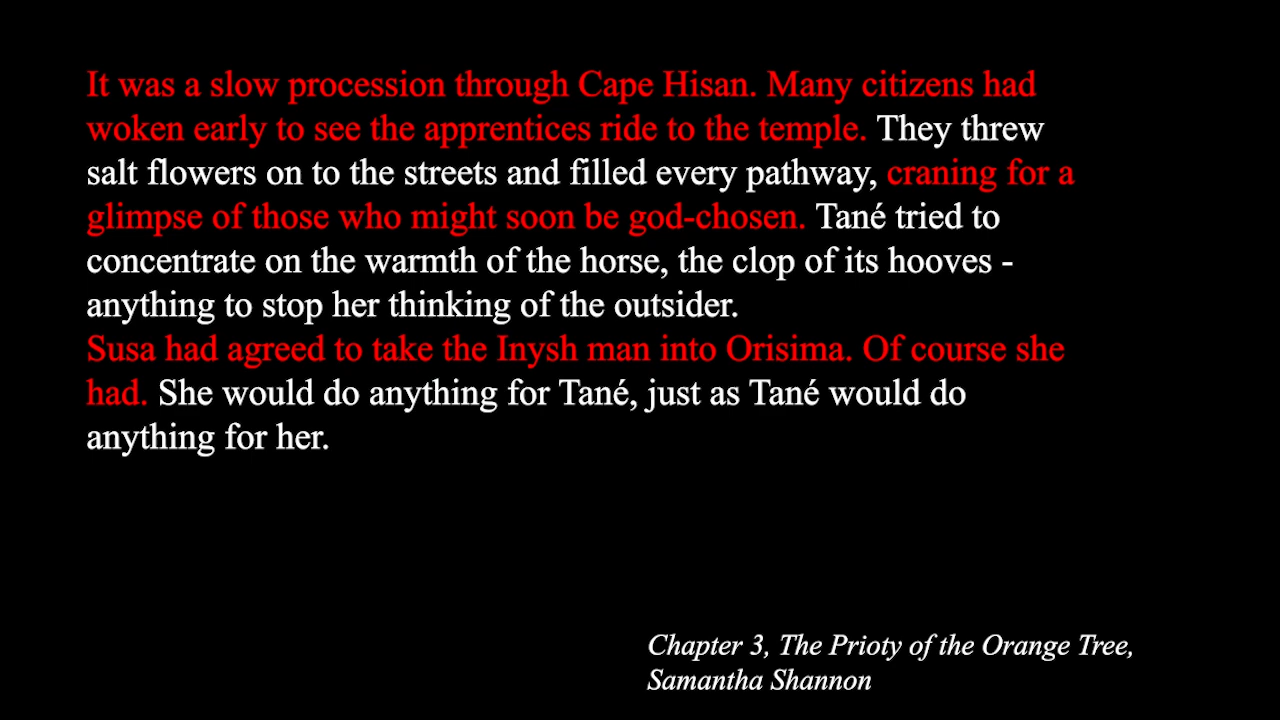 It was a slow procession through Cape Hisan. Many citizens had
woken early to see the apprentices ride to the temple. They threw
salt flowers on to the streets and filled every pathway, craning for a
glimpse of those who might soon be god-chosen. Tané tried to
concentrate on the warmth of the horse, the clop of its hooves -
anything to stop her thinking of the outsider.
Susa had agreed to take the Inysh man into Orisima. Of course she
had. She would do anything for Tané, just as Tané would do
anything for her.
Chapter 3, The Prioty of the Orange Tree,
Samantha Shannon